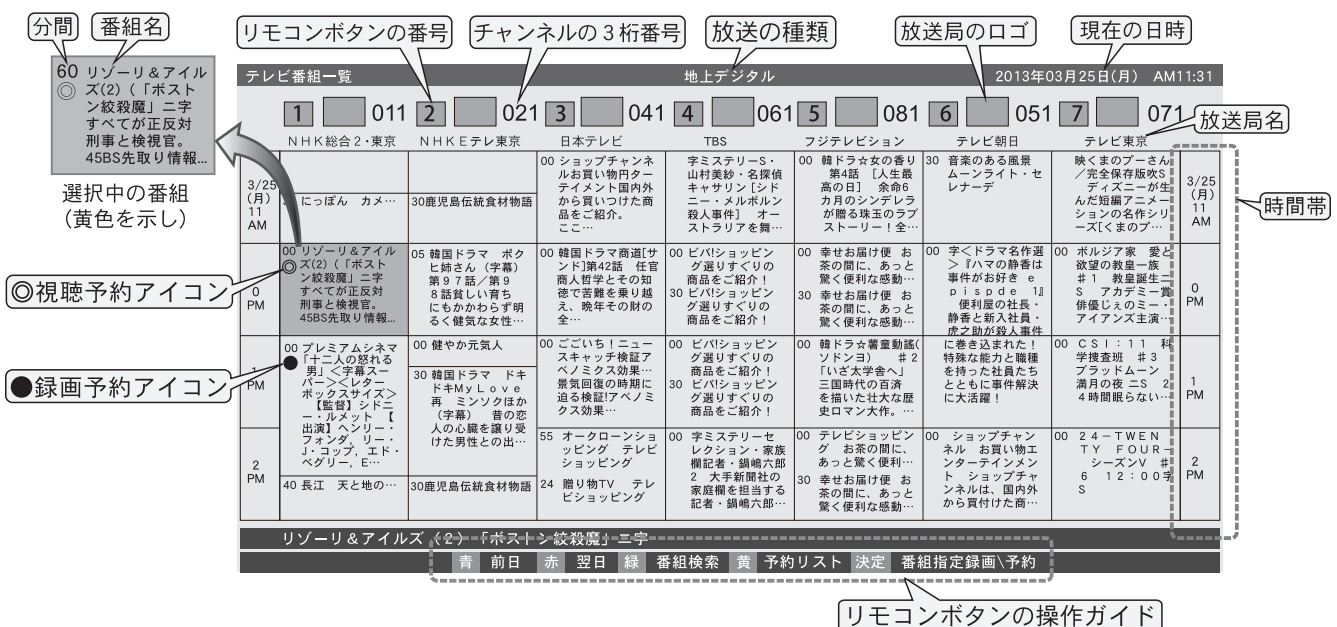 分間
番組名
リモコンボタンの番号
チャンネルの3桁番号
放送の種類
放送局のロゴ
現在の日時
60 リゾーリ&アイル
◎ ズ(2)(「ボスト
ン絞殺魔」ニ字
すべてが正反対
刑事と検視官。
45BS先取り情報...
選択中の番組
(黄色を示し)
テレビ番組一覧
地上デジタル
2013年03月25日(月) AM11:31
1 011 2 021 3 041 4 061 5 081 6 051 7 071
放送局名
NHK総合2・東京
NHKEテレ東京
日本テレビ
TBS
フジテレビジョン
テレビ朝日
テレビ東京
3/25
(月)
11
AM
にっぽん カメ…
30鹿児島伝統食材物語
00 ショップチャンネ
ルお買い物円ター
テイメント国内外
から買いつけた商
品をご紹介。
ここ…
字ミステリーS・
山村美紗・名探偵
キャサリン[シド
ニー・メルボルン
殺人事件] オー
ストラリアを舞…
00 韓ドラ☆女の香り
第4話 [人生最
高の日] 余命6
カ月のシンデレラ
が贈る珠玉のラブ
ストーリー!全…
30 音楽のある風景
ムーンライト・セ
レナーデ
映くまのプーさん
/完全保存版吹S
ディズニーが生
んだ短編アニメー
ションの名作シリ
ーズ[くまのプ…
3/25
(月)
11
AM
時間帯
◎視聴予約アイコン
0
PM
00 リゾーリ&アイル
◎ ズ(2)(「ボスト
ン絞殺魔」ニ字
すべてが正反対
刑事と検視官。
45BS先取り情報…
05 韓国ドラマ ポク
ヒ姉さん(字幕)
第97話/第9
8話貧しい育ち
にもかかわらず明
るく健気な女性…
00 韓国ドラマ商道[サ
ンド]第42話 任官
商人哲学とその知
徳で苦難を乗り越
え、晩年その財の
全…
00 ビバ!ショッピン
グ選りすぐりの
商品をご紹介!
30 ビバ!ショッピン
グ選りすぐりの
商品をご紹介!
00 幸せお届け便 お
茶の間に、あっと
驚く便利な感動…
30 幸せお届け便 お
茶の間に、あっと
驚く便利な感動…
00 字<ドラマ名作選
>『ハマの静香は
事件がお好き e
pispde 1』
便利屋の社長・
静香と新入社員・
虎之助が殺人事件
00 ボルジア家 愛と
欲望の教皇一族
#1 教皇誕生ニ
S アカデミー賞
俳優じぇのミー・
アイアンズ主演…
0
PM
●録画予約アイコン
PM
00 プレミアムシネマ
● 「十二人の怒れる
男」<字幕スー
パー><レター
ボックスサイズ>
【監督】シドニ
ー・ルメット 【
出演】ヘンリー・
フォンダ, リー・
J・コップ, エド・
ベグリー, E…
00 健やか元気人
30 韓国ドラマ ドキ
ドキMyLove
再 ミンソクほか
(字幕) 昔の恋
人の心臓を譲り受
けた男性との出…
00 ごごいち!ニュー
スキャッチ検証ア
ベノミクス効果…
景気回復の時期に
迫る検証!アベノミ
クス効果…
00 ビバ!ショッピン
グ選りすぐりの
商品をご紹介!
30 ビバ!ショッピン
グ選りすぐりの
商品をご紹介!
00 韓ドラ☆薯童動謠(
ソドンヨ) #2
「いざ太学舎へ」
三国時代の百済
を描いた壮大な歴
史ロマン大作。…
に巻き込まれた!
特殊な能力と職種
を持った社員たち
とともに事件解決
に大活躍!
00 CSI:11 科
学捜査班 #3
ブラッドムーン
満月の夜 ニS 2
4時間眠らない…
1
PM
2
PM
40 長江 天と地の…
30鹿児島伝統食材物語
55 オークローンショ
ッピング テレビ
ショッピング
24 贈り物TV テレ
ビショッピング
00 字ミステリーセ
レクション・家族
欄記者・鍋嶋六郎
2 大手新聞社の
家庭欄を担当する
記者・鍋嶋六郎…
00 テレビショッピン
グ お茶の間に、
あっと驚く便利…
30 幸せお届け便 お
茶の間に、あっと
驚く便利な感動…
00 ショップチャン
ネル お買い物エ
ンターテインメン
ト ショップチャ
ンネルは、国内外
から買付けた商…
00 24-TWEN
TY FOUR-
シーズンV #
6 12:00字
S
2
PM
リゾーリ&アイルズ(2)「ボストン絞殺魔」ニ字
青 前日 赤 翌日 緑 番組検索 黄 予約リスト 決定 番組指定録画\予約
リモコンボタンの操作ガイド